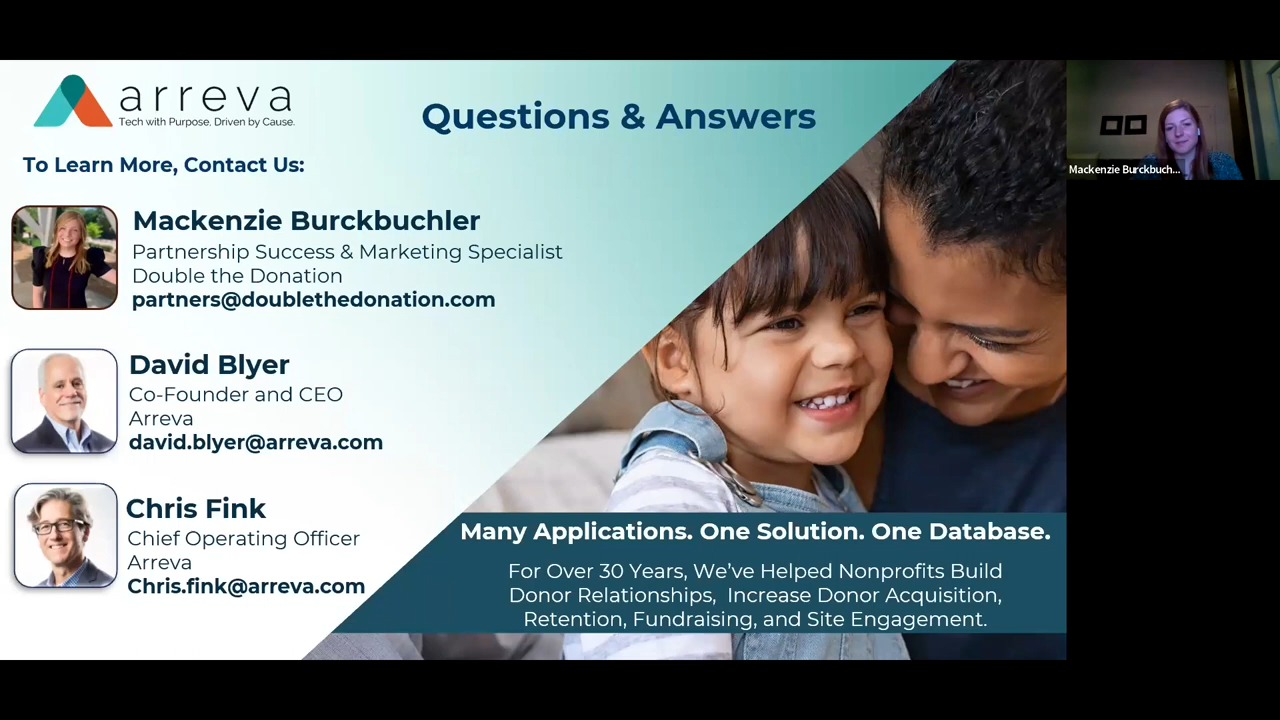 arreva
Tech with Purpose. Driven by Cause.
Questions & Answers
To Learn More, Contact Us:
Mackenzie Burckbuchler
Partnership Success & Marketing Specialist
Double the Donation
partners@doublethedonation.com
David Blyer
Co-Founder and CEO
Arreva
david.blyer@arreva.com
Chris Fink
Chief Operating Officer
Arreva
Chris.fink@arreva.com
Many Applications. One Solution. One Database.
For Over 30 Years, We’ve Helped Nonprofits Build
Donor Relationships, Increase Donor Acquisition,
Retention, Fundraising, and Site Engagement.
Mackenzie Burckbuch...